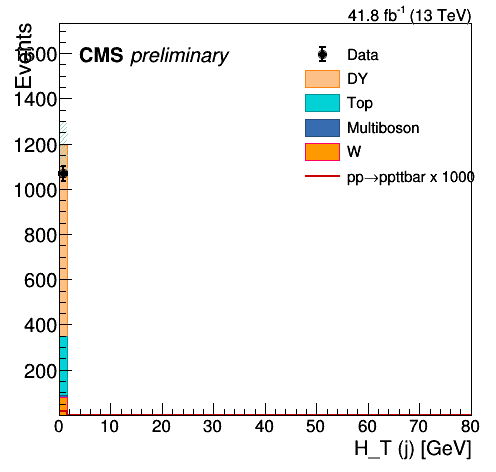 41.8 fb⁻¹ (13 TeV)
Events
CMS preliminary
Data
DY
Top
Multiboson
W
pp→ppttbar x 1000
1600
1400
1200
1000
800
600
400
200
0 10 20 30 40 50 60 70 80
H_T (j) [GeV]